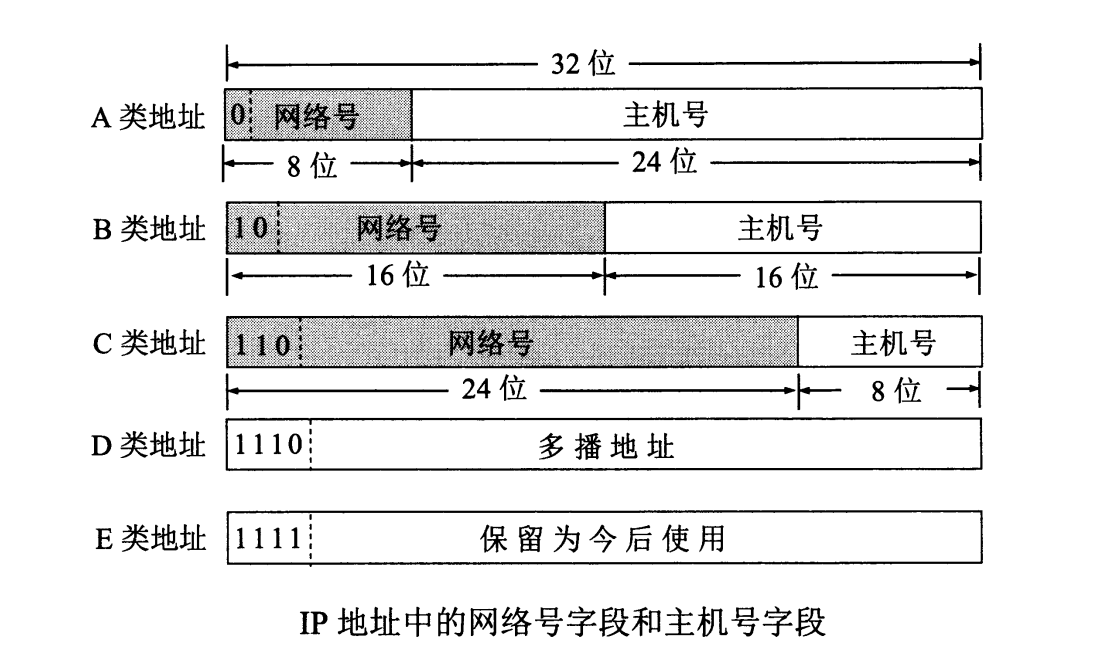 32 位
A 类地址 0 网络号 主机号
8 位 24 位
B 类地址 10 网络号 主机号
16 位 16 位
C 类地址 110 网络号 主机号
24 位 8 位
D 类地址 1110 多播地址
E 类地址 1111 保留为今后使用
IP 地址中的网络号字段和主机号字段